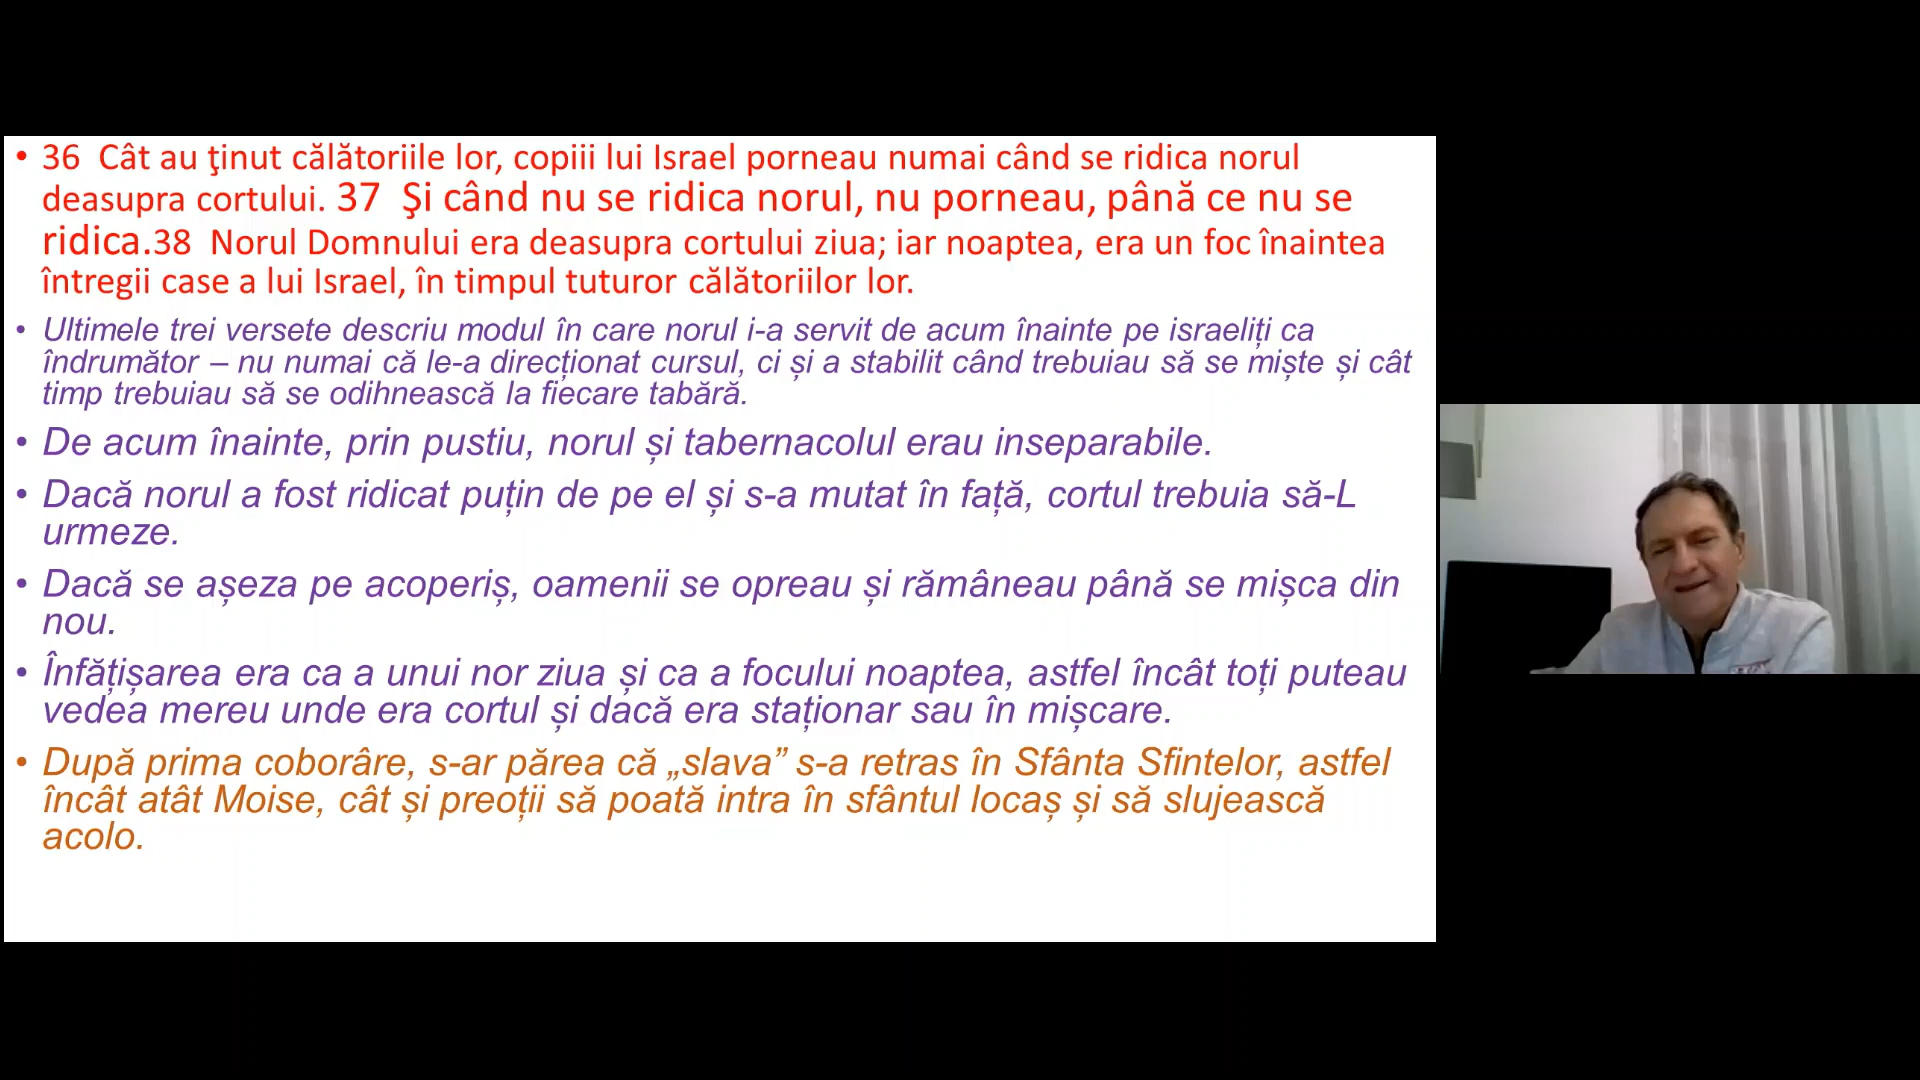 • 36  Cât au ţinut călătoriile lor, copiii lui Israel porneau numai când se ridica norul
deasupra cortului. 37  Şi când nu se ridica norul, nu porneau, până ce nu se
ridica.38  Norul Domnului era deasupra cortului ziua; iar noaptea, era un foc înaintea
întregii case a lui Israel, în timpul tuturor călătoriilor lor.
• Ultimele trei versete descriu modul în care norul i-a servit de acum înainte pe israeliți ca
îndrumător – nu numai că le-a direcționat cursul, ci și a stabilit când trebuiau să se miște și cât
timp trebuiau să se odihnească la fiecare tabără.
• De acum înainte, prin pustiu, norul și tabernacolul erau inseparabile.
• Dacă norul a fost ridicat puțin de pe el și s-a mutat în față, cortul trebuia să-L
urmeze.
• Dacă se așeza pe acoperiș, oamenii se opreau și rămâneau până se mișca din
nou.
• Înfățișarea era ca a unui nor ziua și ca a focului noaptea, astfel încât toți puteau
vedea mereu unde era cortul și dacă era staționar sau în mișcare.
• După prima coborâre, s-ar părea că „slava” s-a retras în Sfânta Sfintelor, astfel
încât atât Moise, cât și preoții să poată intra în sfântul locaș și să slujească
acolo.